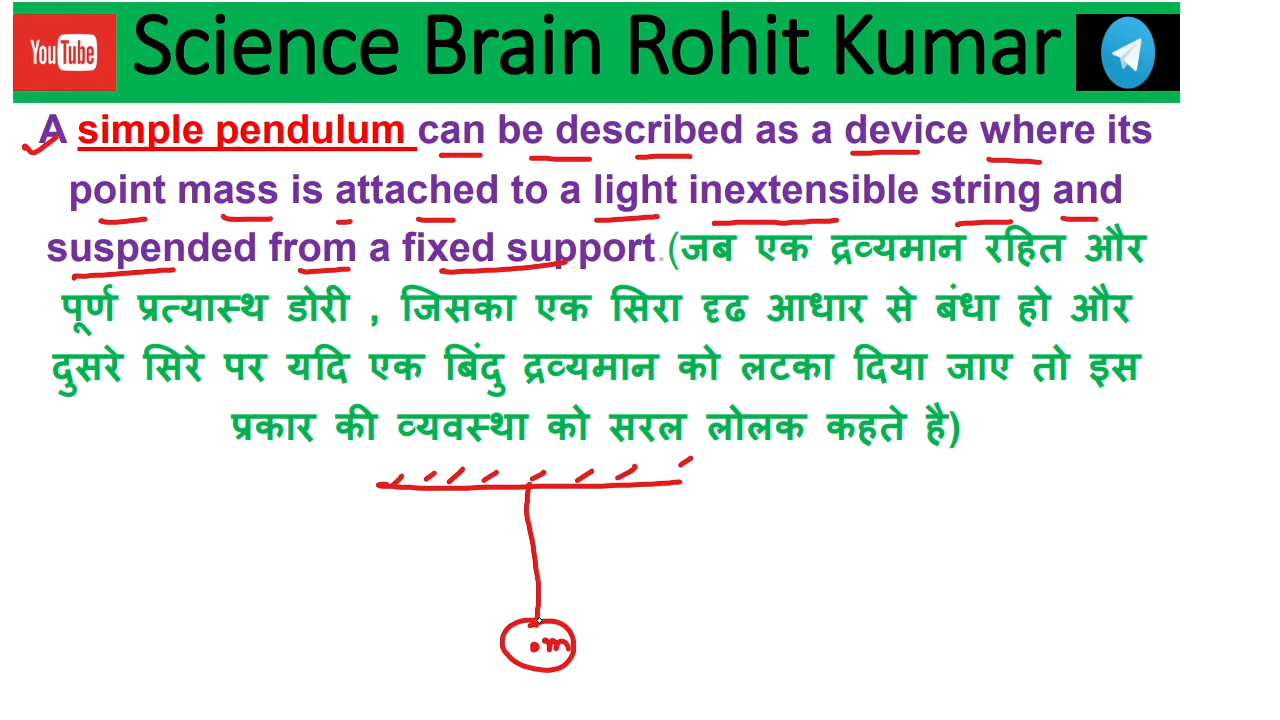 YouTube Science Brain Rohit Kumar
A simple pendulum can be described as a device where its
point mass is attached to a light inextensible string and
suspended from a fixed support.(जब एक द्रव्यमान रहित और
पूर्ण प्रत्यास्थ डोरी , जिसका एक सिरा दृढ आधार से बंधा हो और
दुसरे सिरे पर यदि एक बिंदु द्रव्यमान को लटका दिया जाए तो इस
प्रकार की व्यवस्था को सरल लोलक कहते है)
m